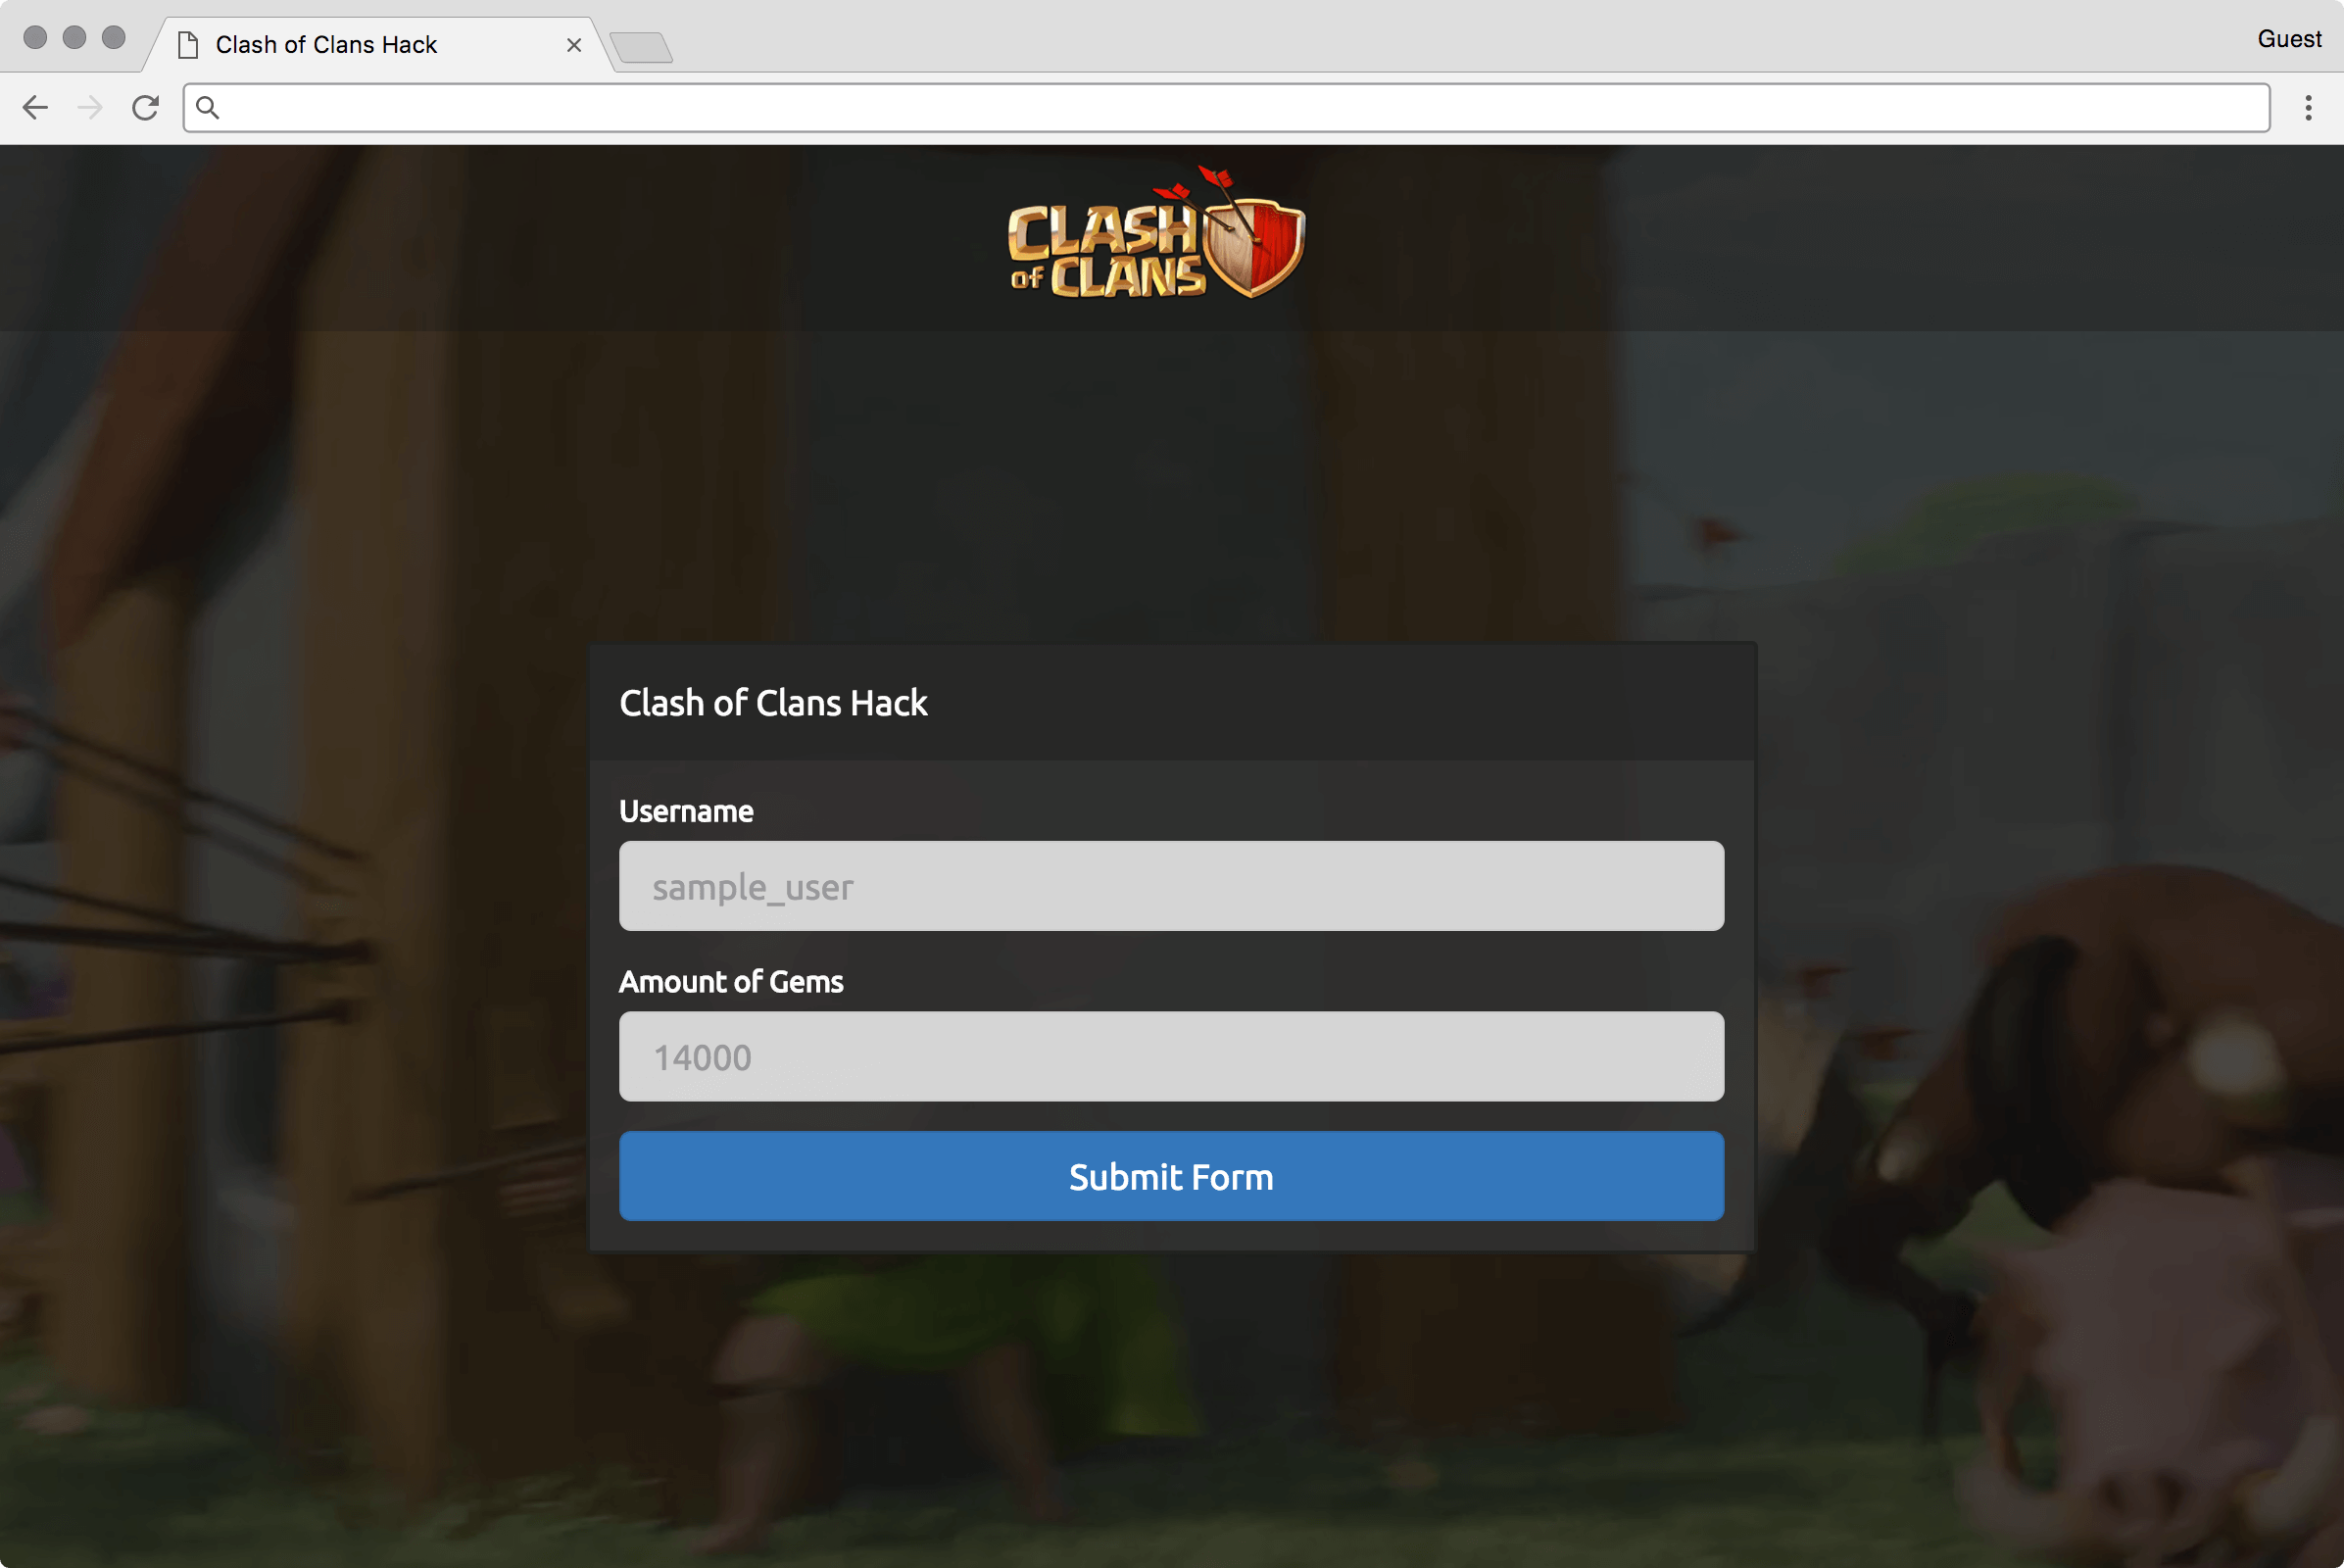 Clash of Clans Hack
Guest
CLASH
of CLANS
Clash of Clans Hack
Username
sample_user
Amount of Gems
14000
Submit Form